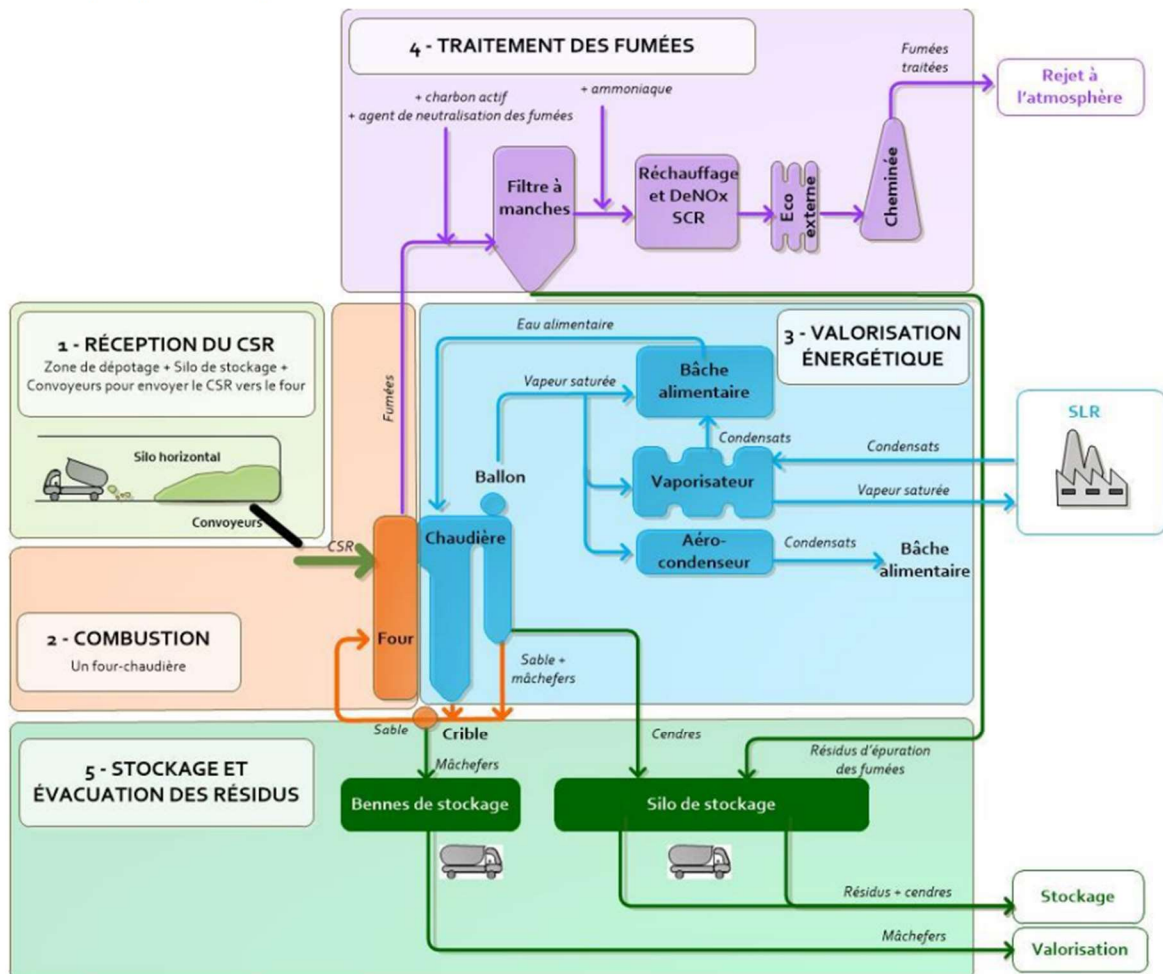 4 - TRAITEMENT DES FUMÉES
Fumées
traitées
Rejet à
l'atmosphère
+ charbon actif
+ agent de neutralisation des fumées
+ ammoniaque
Filtre à
manches
Réchauffage
et DeNOx
SCR
Eco
externe
Cheminée
1 - RÉCEPTION DU CSR
Zone de dépotage + Silo de stockage +
Convoyeurs pour envoyer le CSR vers le four
Silo horizontal
Convoyeurs
CSR
Fumées
3 - VALORISATION
ÉNERGÉTIQUE
Eau alimentaire
Bâche
alimentaire
Vapeur saturée
Condensats
Ballon
Vaporisateur
Condensats
Vapeur saturée
SLR
Chaudière
Aéro-
condenseur
Condensats
Bâche
alimentaire
2 - COMBUSTION
Un four-chaudière
Four
Sable +
mâchefers
Sable
Crible
Cendres
Résidus d'épuration
des fumées
5 - STOCKAGE ET
ÉVACUATION DES RÉSIDUS
Mâchefers
Bennes de stockage
Silo de stockage
Résidus + cendres
Stockage
Mâchefers
Valorisation